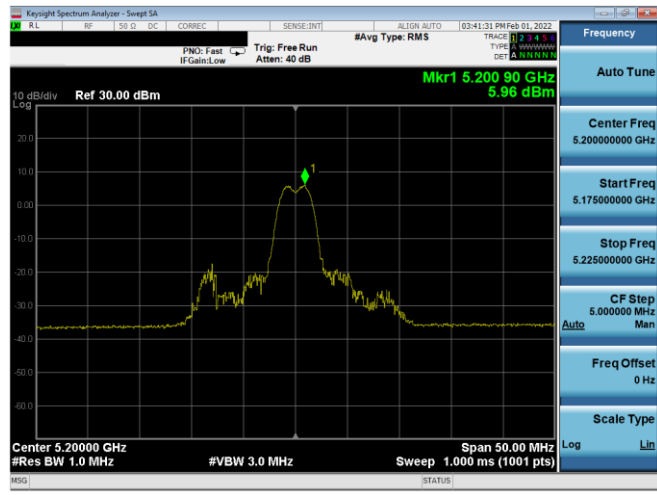 Keysight Spectrum Analyzer - Swept SA
RL RF 50 Ω DC CORREC SENSE:INT ALIGN AUTO 03:41:31 PM Feb 01, 2022
#Avg Type: RMS TRACE 1 2 3 4 5 6
PNO: Fast Trig: Free Run TYPE A WWWWW
IFGain:Low Atten: 40 dB DET A N N N N N
Mkr1 5.200 90 GHz
10 dB/div Ref 30.00 dBm 5.96 dBm
Log
20.0
10.0
1
0.00
-10.0
-20.0
-30.0
-40.0
-50.0
-60.0
Center 5.20000 GHz Span 50.00 MHz
#Res BW 1.0 MHz #VBW 3.0 MHz Sweep 1.000 ms (1001 pts)
MSG STATUS
Frequency
Auto Tune
Center Freq
5.200000000 GHz
Start Freq
5.175000000 GHz
Stop Freq
5.225000000 GHz
CF Step
5.000000 MHz
Auto Man
Freq Offset
0 Hz
Scale Type
Log Lin